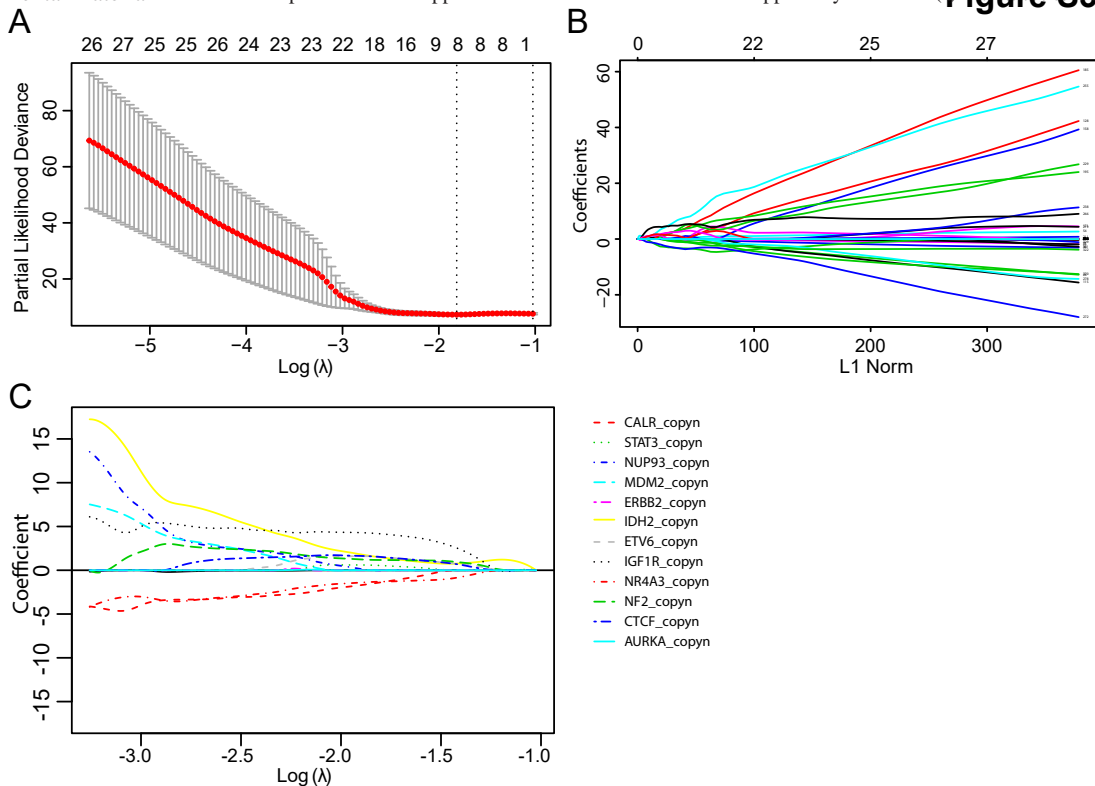 Figure S
A
26 27 25 25 26 24 23 23 22 18 16 9 8 8 8 1
Partial Likelihood Deviance
80
60
40
20
−5 −4 −3 −2 −1
Log (λ)
B
0 22 25 27
Coefficients
60
40
20
0
−20
0 100 200 300
L1 Norm
C
Coefficient
15
10
5
0
-5
-10
-15
-3.0 -2.5 -2.0 -1.5 -1.0
Log (λ)
CALR_copyn
STAT3_copyn
NUP93_copyn
MDM2_copyn
ERBB2_copyn
IDH2_copyn
ETV6_copyn
IGF1R_copyn
NR4A3_copyn
NF2_copyn
CTCF_copyn
AURKA_copyn